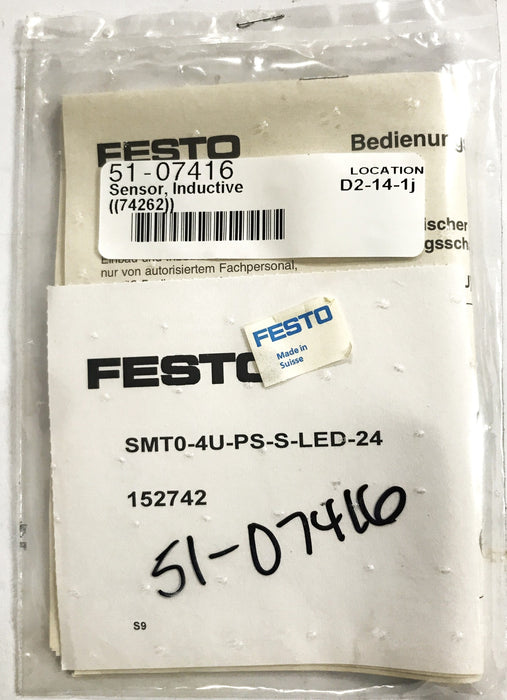 FESTO
Bedienung
51-07416
LOCATION
Sensor, Inductive
D2-14-1j
((74262))
nur von autorisiertem Fachpersonal,
FESTO
Made in
Suisse
FESTO
SMT0-4U-PS-S-LED-24
152742
51-07416
S9